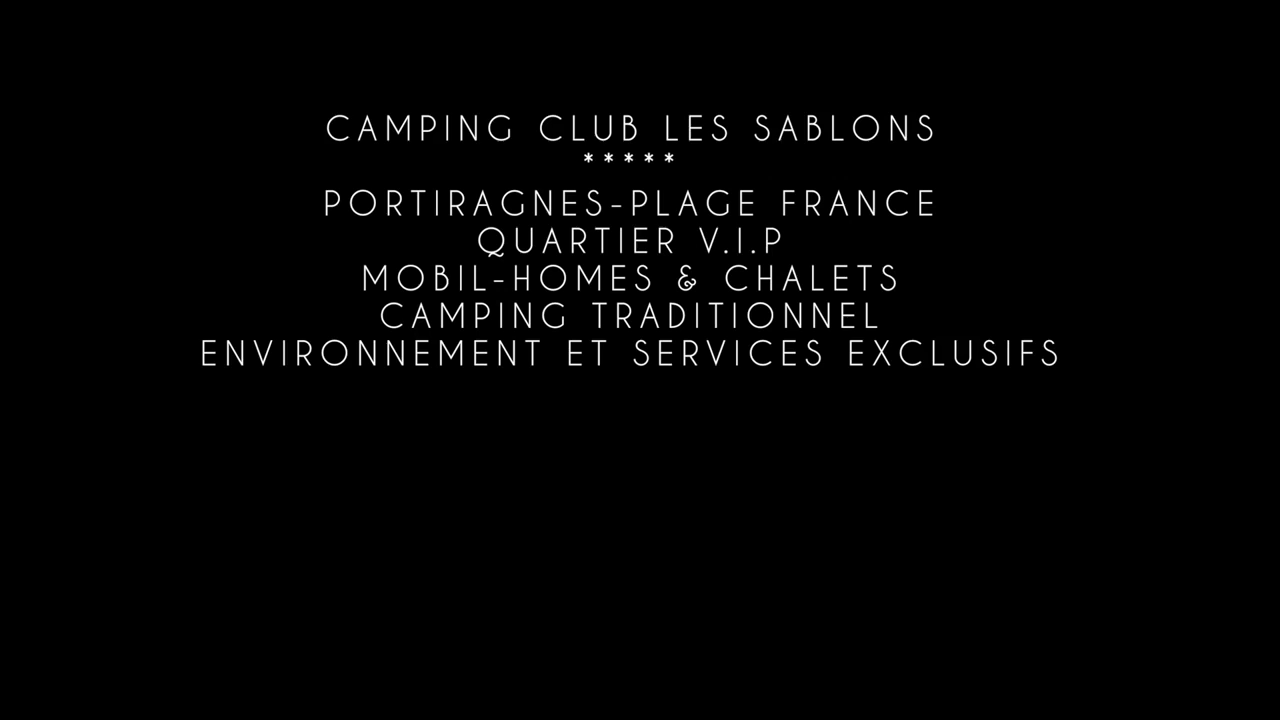 CAMPING CLUB LES SABLONS
*****
PORTIRAGNES-PLAGE FRANCE
QUARTIER V.I.P
MOBIL-HOMES & CHALETS
CAMPING TRADITIONNEL
ENVIRONNEMENT ET SERVICES EXCLUSIFS